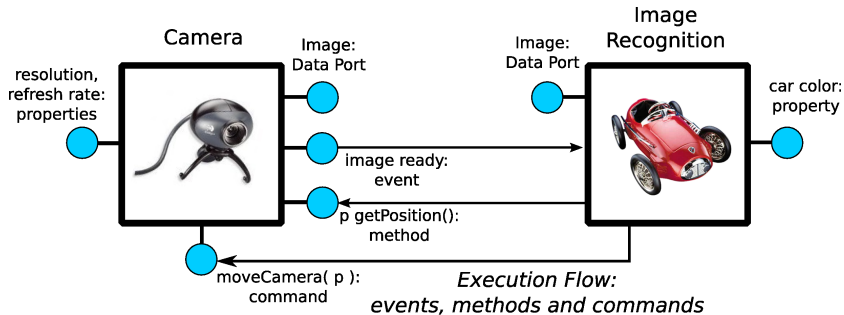 Camera
Image
Recognition
Image:
Data Port
Image:
Data Port
resolution,
refresh rate:
properties
car color:
property
image ready:
event
p getPosition():
method
moveCamera( p ):
command
Execution Flow:
events, methods and commands